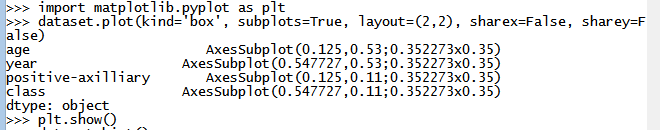 >>> import matplotlib.pyplot as plt
>>> dataset.plot(kind='box', subplots=True, layout=(2,2), sharex=False, sharey=F
alse)
age AxesSubplot(0.125,0.53;0.352273x0.35)
year AxesSubplot(0.547727,0.53;0.352273x0.35)
positive-axilliary AxesSubplot(0.125,0.11;0.352273x0.35)
class AxesSubplot(0.547727,0.11;0.352273x0.35)
dtype: object
>>> plt.show()